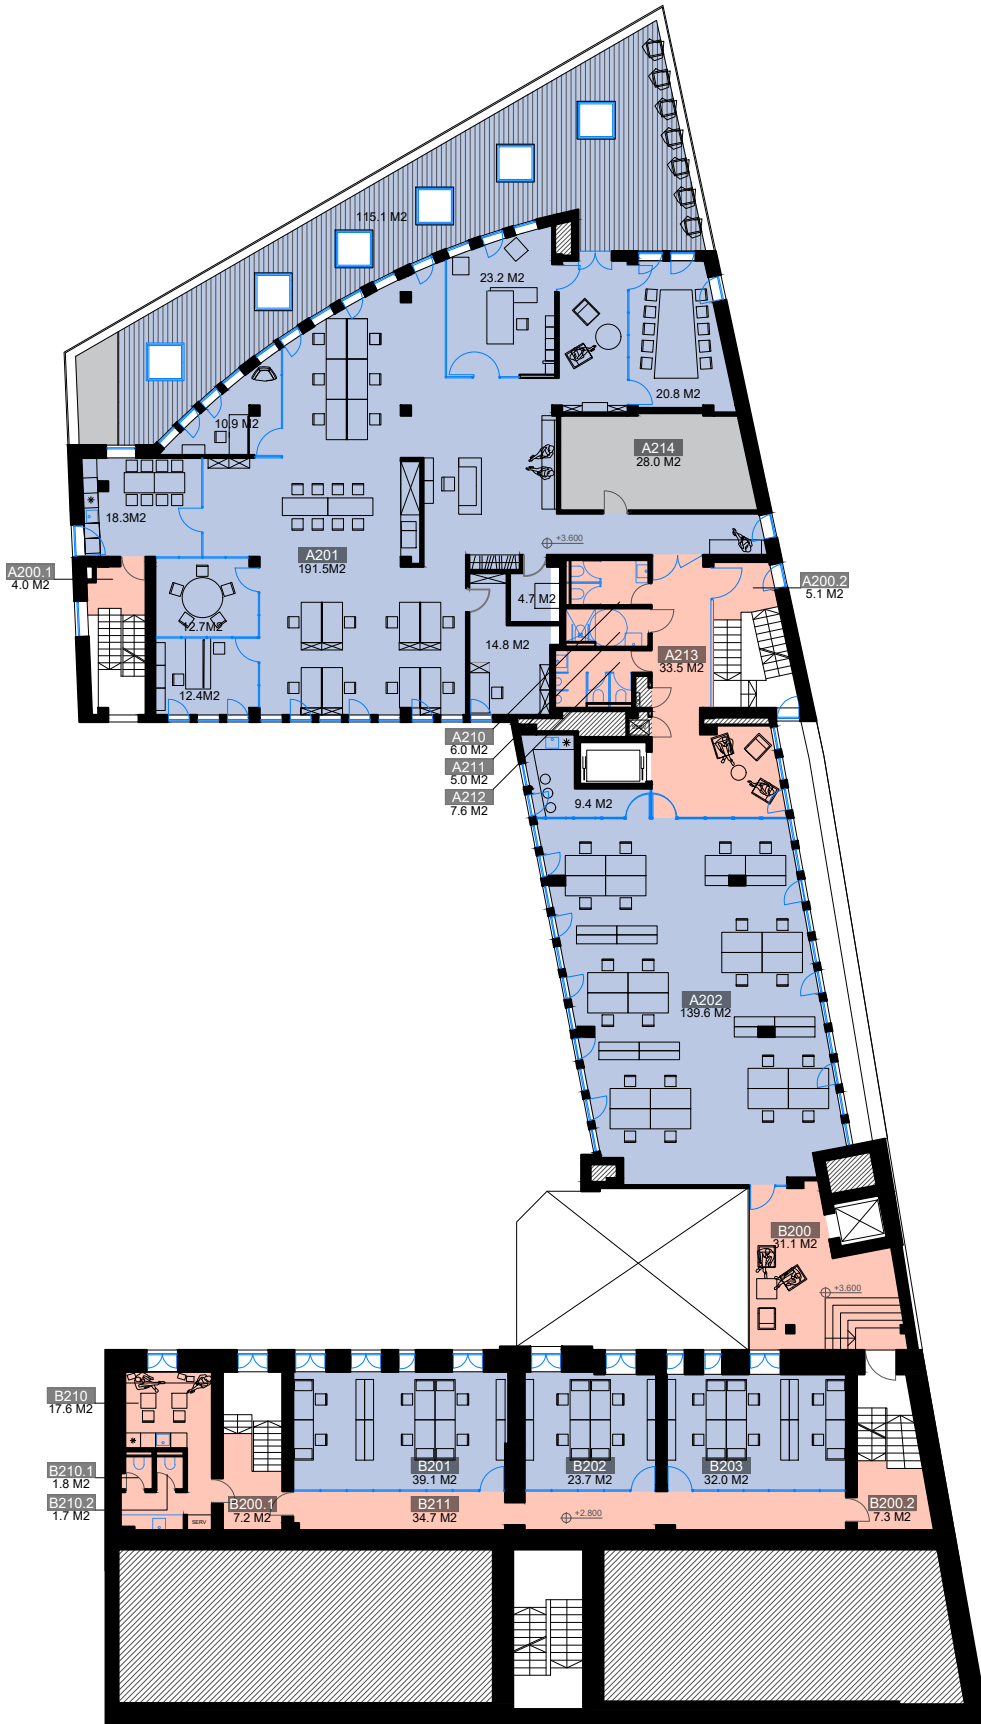 115.1 M2
23.2 M2
20.8 M2
10.9 M2
A214
28.0 M2
18.3M2
+3.600
A201
191.5M2
A200.1
4.0 M2
A200.2
5.1 M2
4.7 M2
12.7M2
14.8 M2
A213
33.5 M2
12.4M2
A210
6.0 M2
A211
5.0 M2
A212
7.6 M2
9.4 M2
A202
139.6 M2
B200
31.1 M2
+3.600
B210
17.6 M2
B201
39.1 M2
B202
23.7 M2
B203
32.0 M2
B210.1
1.8 M2
B210.2
1.7 M2
B200.1
7.2 M2
B211
34.7 M2
+2.800
B200.2
7.3 M2
SERV